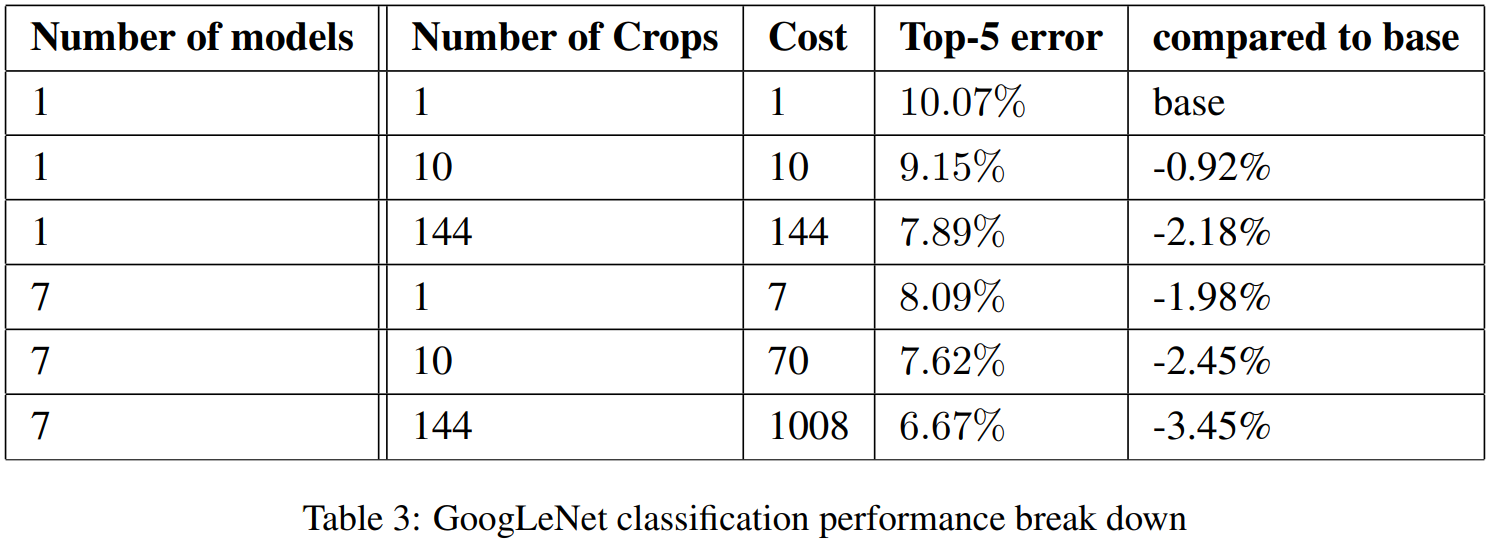 Number of models Number of Crops Cost Top-5 error compared to base
1 1 1 10.07% base
1 10 10 9.15% -0.92%
1 144 144 7.89% -2.18%
7 1 7 8.09% -1.98%
7 10 70 7.62% -2.45%
7 144 1008 6.67% -3.45%
Table 3: GoogLeNet classification performance break down